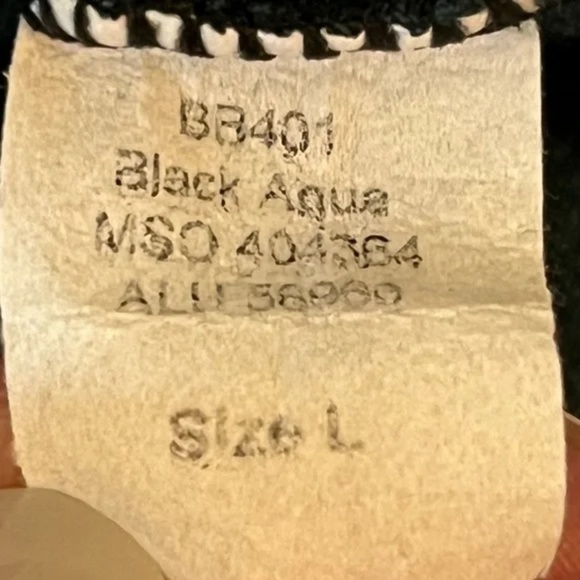 BB401
Black Aqua
MSO 404364
ALU
Size L